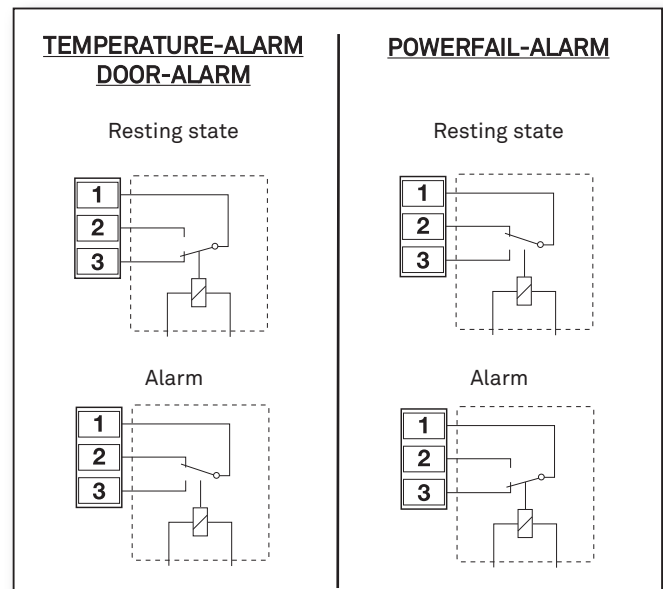 TEMPERATURE-ALARM
DOOR-ALARM
Resting state
1
2
3
Alarm
1
2
3
POWERFAIL-ALARM
Resting state
1
2
3
Alarm
1
2
3